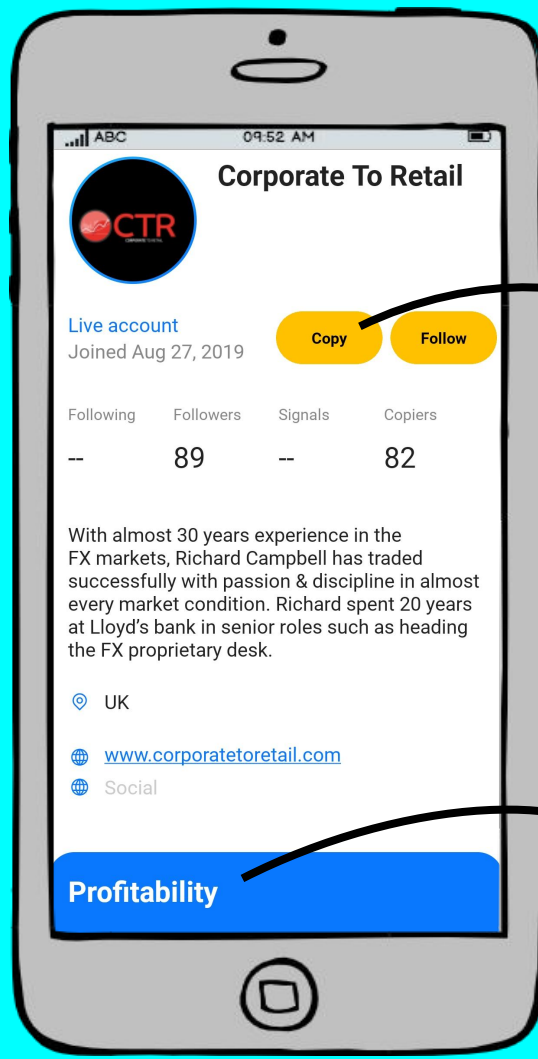 ABC 09:52 AM
Corporate To Retail
CTR
Live account
Joined Aug 27, 2019
Copy Follow
Following Followers Signals Copiers
-- 89 -- 82
With almost 30 years experience in the
FX markets, Richard Campbell has traded
successfully with passion & discipline in almost
every market condition. Richard spent 20 years
at Lloyd's bank in senior roles such as heading
the FX proprietary desk.
UK
www.corporatetoretail.com
Social
Profitability